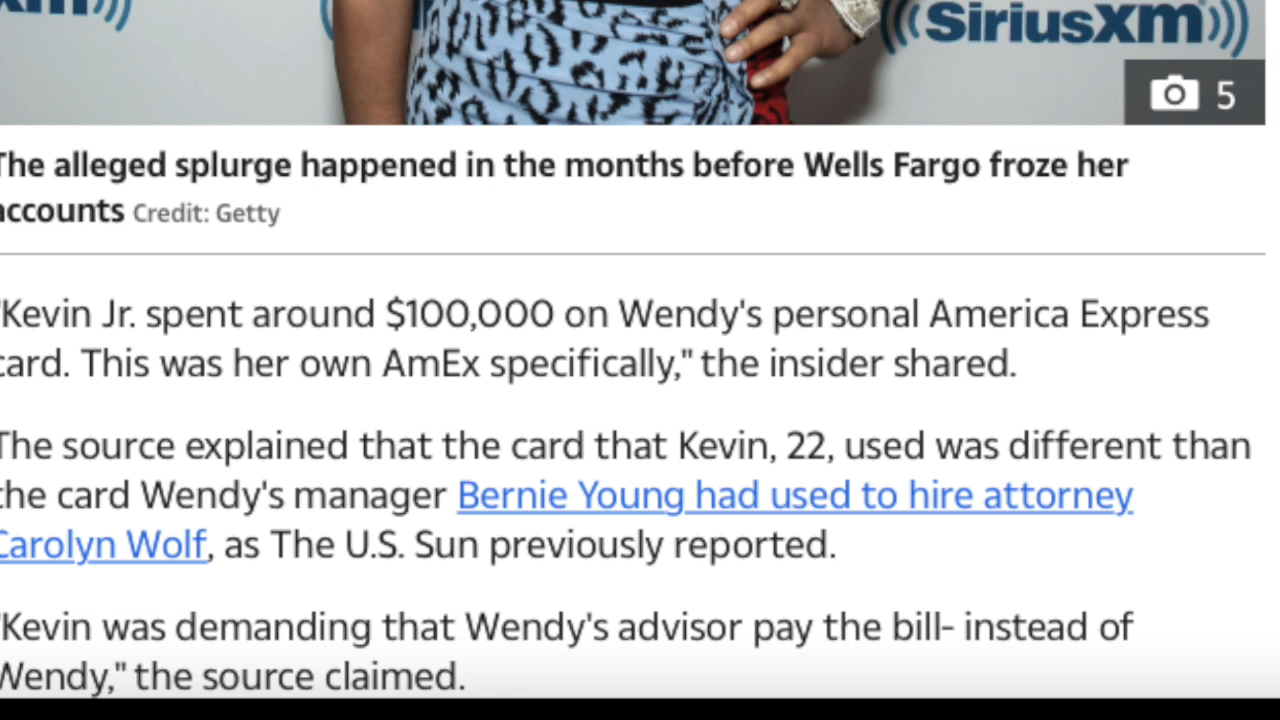 SiriusXm
5
The alleged splurge happened in the months before Wells Fargo froze her
accounts Credit: Getty
"Kevin Jr. spent around $100,000 on Wendy's personal America Express
card. This was her own AmEx specifically," the insider shared.
The source explained that the card that Kevin, 22, used was different than
the card Wendy's manager Bernie Young had used to hire attorney
Carolyn Wolf, as The U.S. Sun previously reported.
"Kevin was demanding that Wendy's advisor pay the bill- instead of
Wendy," the source claimed.